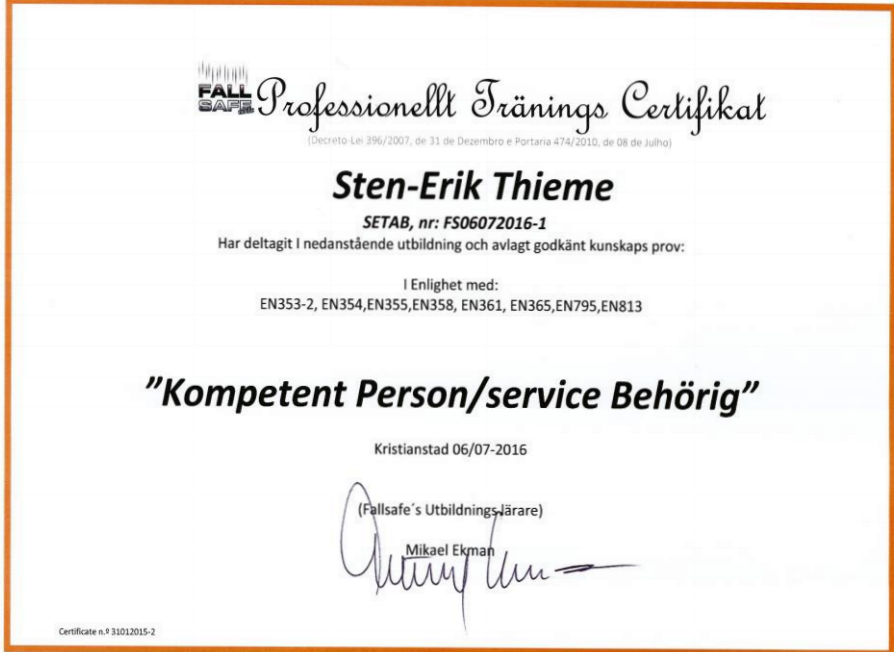 FALL
SAFE
Professionellt Tränings Certifikat
(Decreto-Lei 396/2007, de 31 de Dezembro e Portaria 474/2010, de 08 de Julho)
Sten-Erik Thieme
SETAB, nr: FS06072016-1
Har deltagit I nedanstående utbildning och avlagt godkänt kunskaps prov:
I Enlighet med:
EN353-2, EN354,EN355,EN358, EN361, EN365,EN795,EN813
”Kompetent Person/service Behörig”
Kristianstad 06/07-2016
(Fallsafe´s Utbildnings lärare)
Mikael Ekman
Certificate n.º 31012015-2